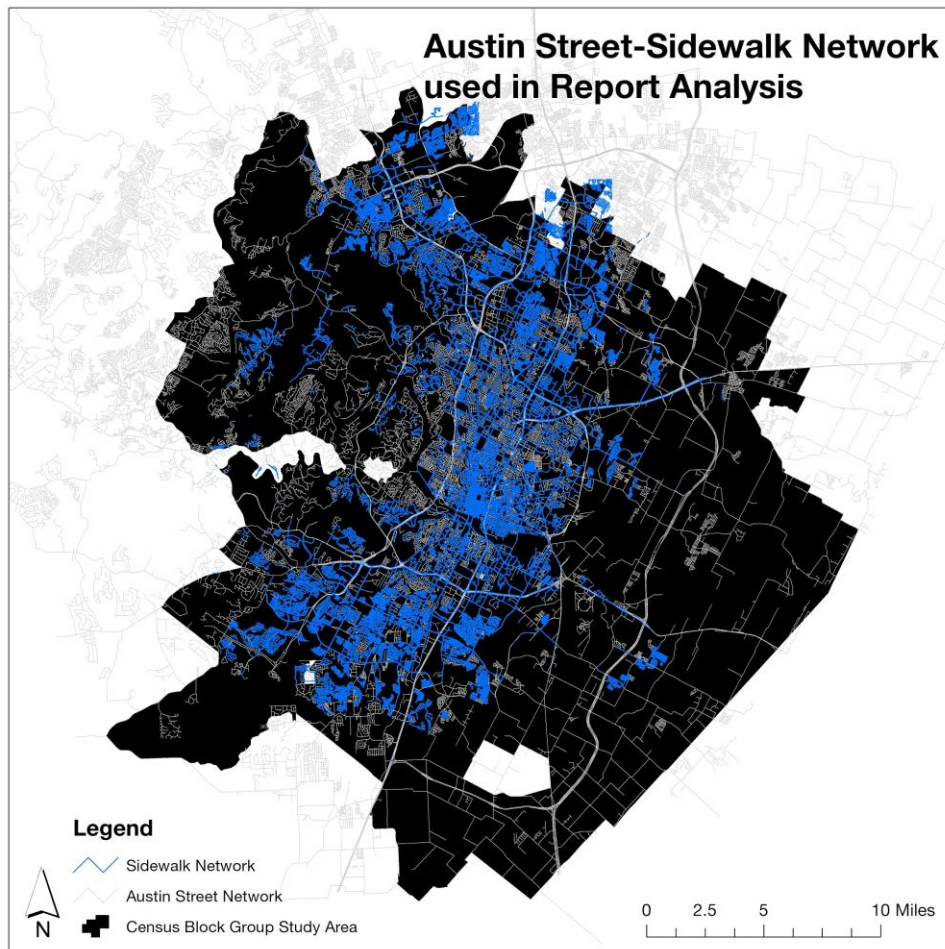 Austin Street-Sidewalk Network
used in Report Analysis
Legend
Sidewalk Network
Austin Street Network
Census Block Group Study Area
N
0 2.5 5 10 Miles